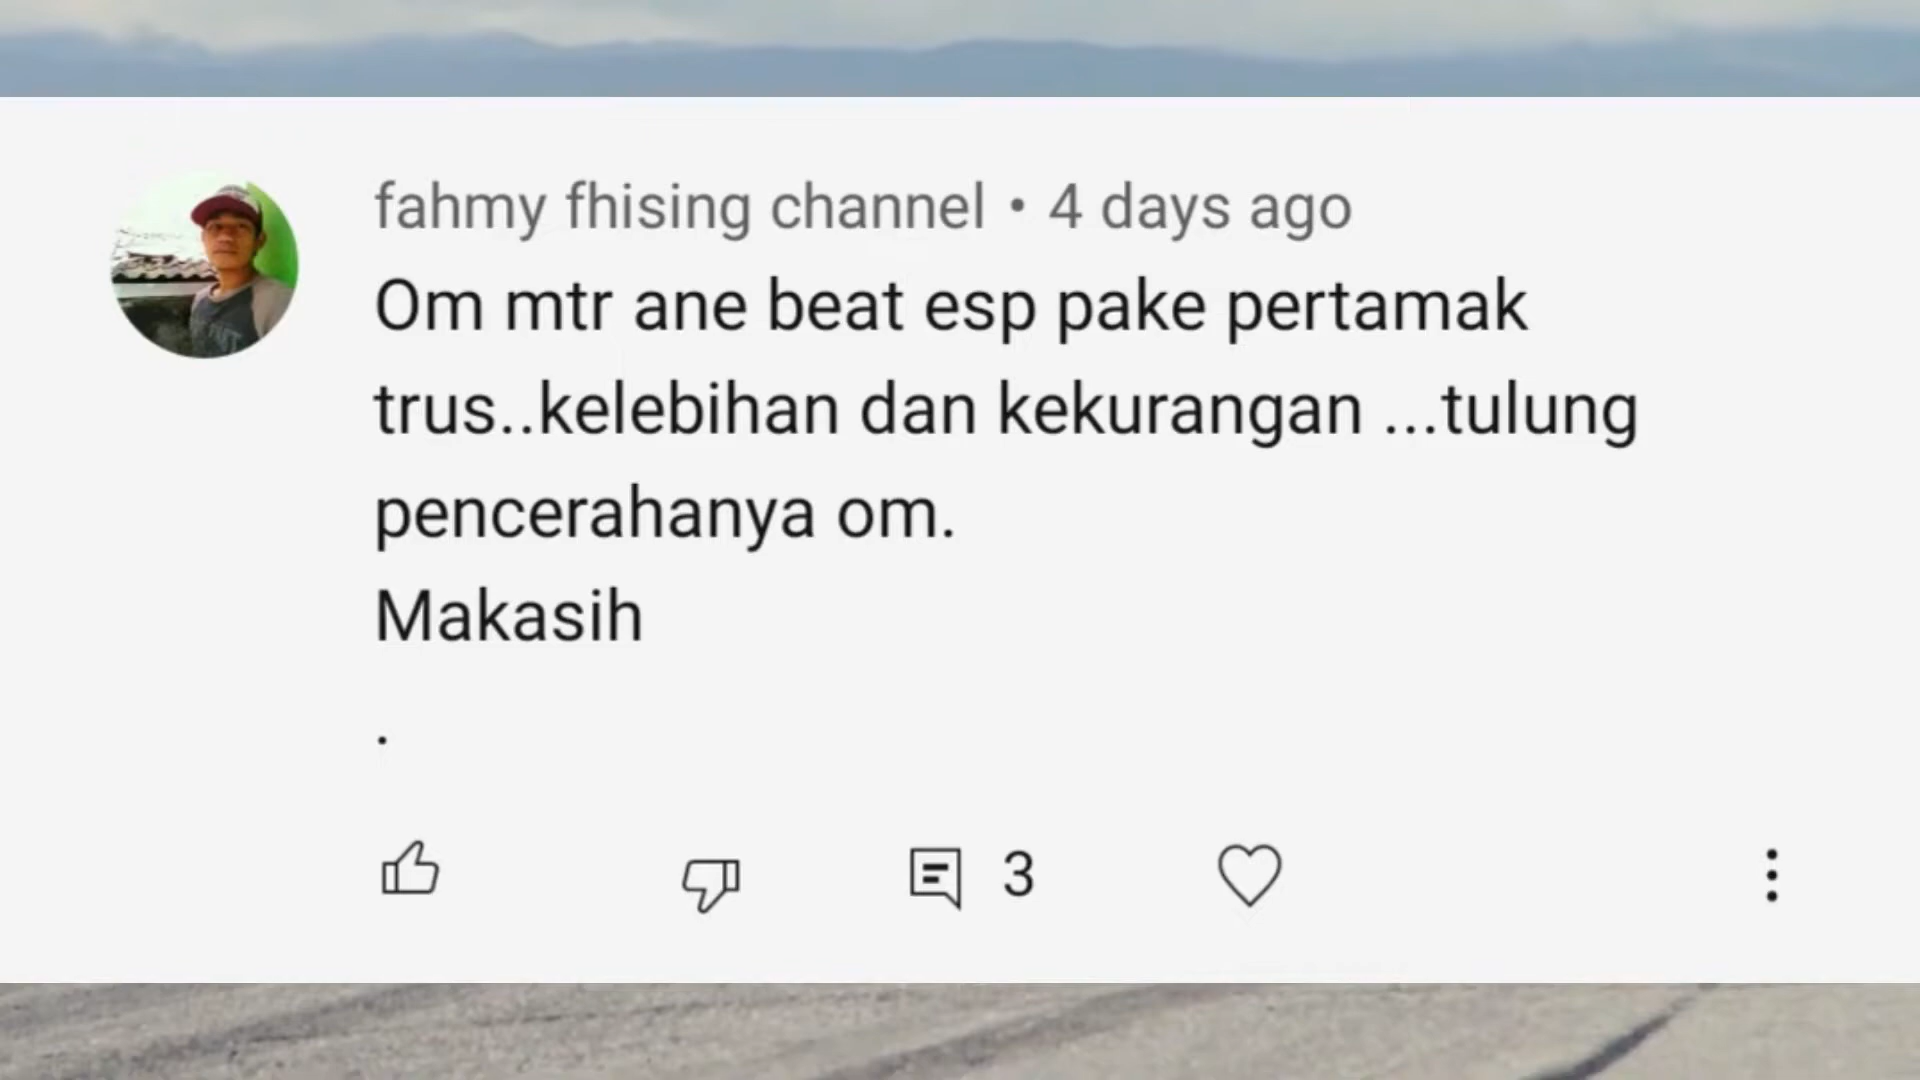 fahmy fhising channel • 4 days ago
Om mtr ane beat esp pake pertamak
trus..kelebihan dan kekurangan ...tulung
pencerahanya om.
Makasih
.
3